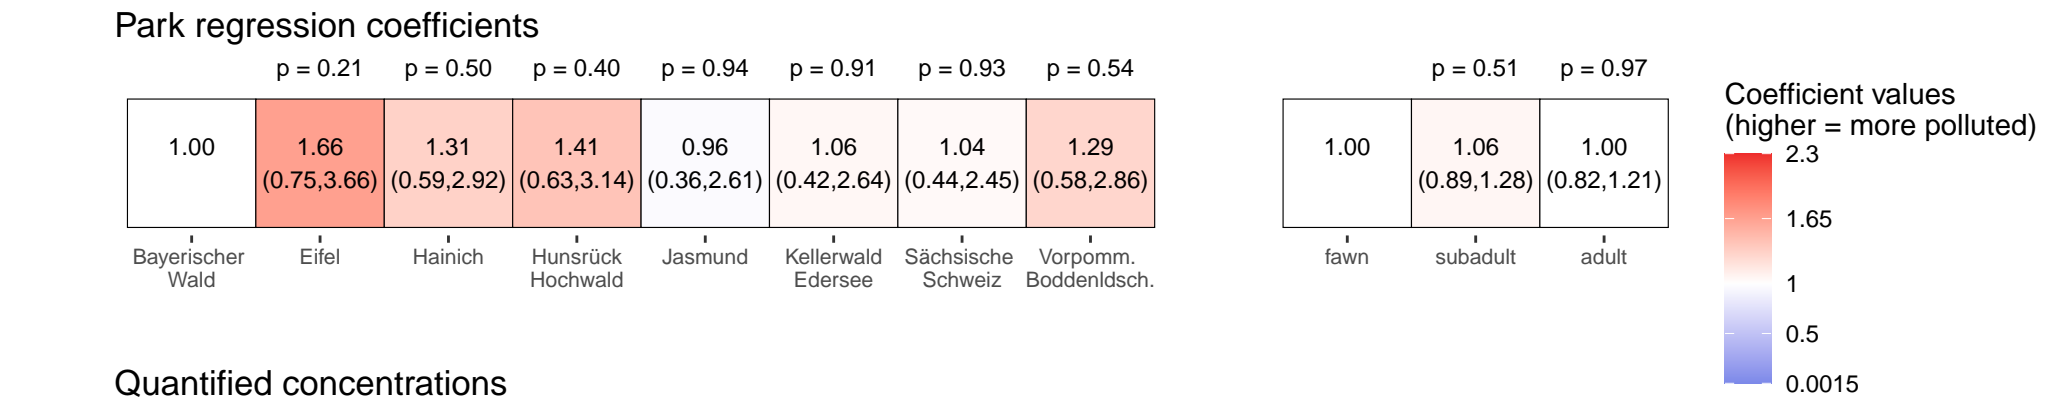 Park regression coefficients
p = 0.21 p = 0.50 p = 0.40 p = 0.94 p = 0.91 p = 0.93 p = 0.54 p = 0.51 p = 0.97
1.00 1.66 1.31 1.41 0.96 1.06 1.04 1.29 1.00 1.06 1.00
(0.75,3.66) (0.59,2.92) (0.63,3.14) (0.36,2.61) (0.42,2.64) (0.44,2.45) (0.58,2.86) (0.89,1.28) (0.82,1.21)
Bayerischer Eifel Hainich Hunsrück Jasmund Kellerwald Sächsische Vorpomm. fawn subadult adult
Wald Hochwald Edersee Schweiz Boddenldsch.
Coefficient values
(higher = more polluted)
2.3
1.65
1
0.5
0.0015
Quantified concentrations